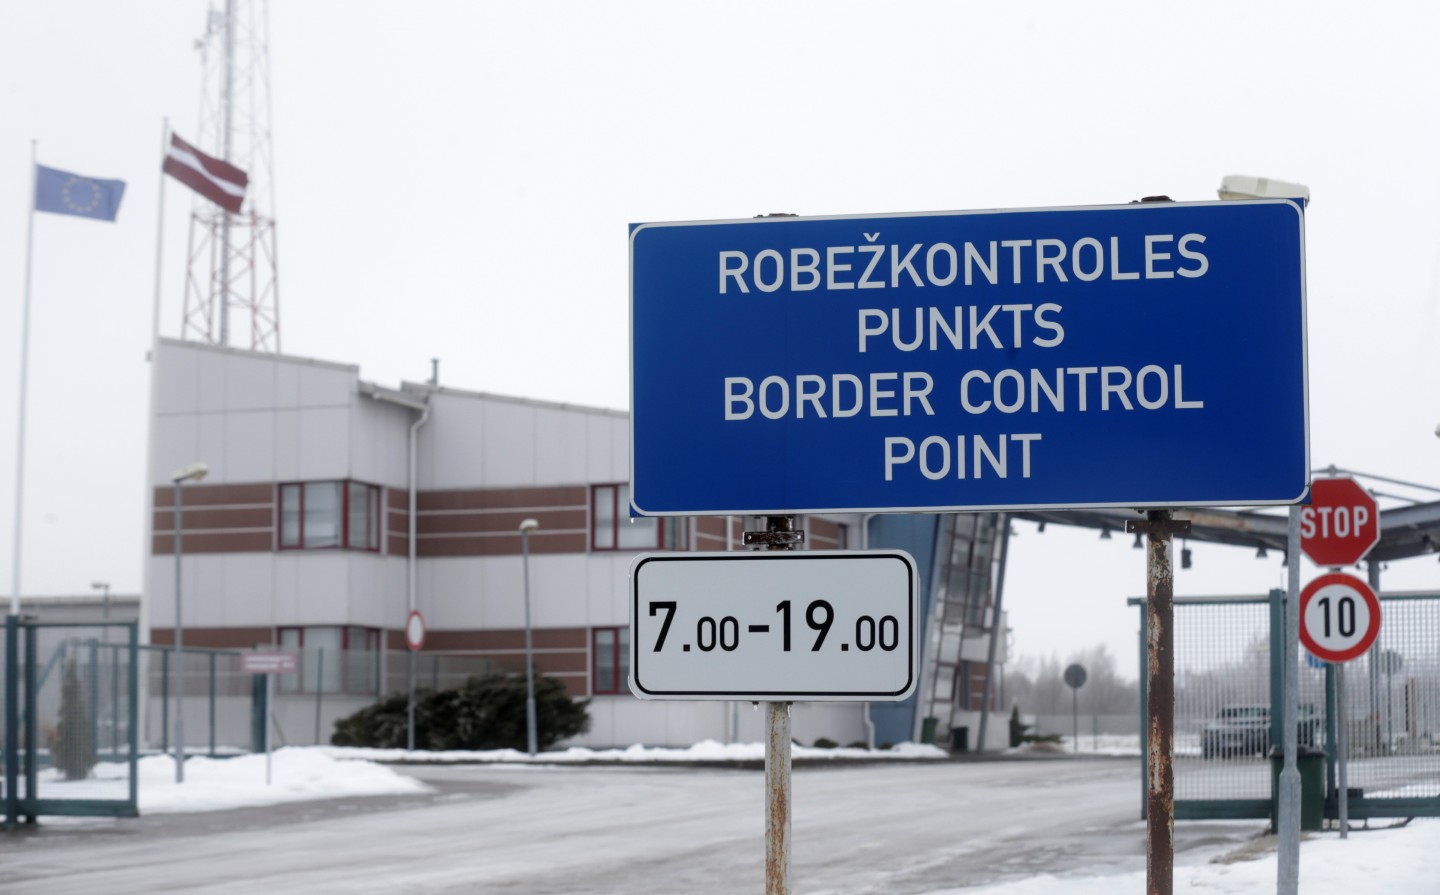 ROBEŽKONTROLES
PUNKTS
BORDER CONTROL
POINT
7.00-19.00
STOP
10